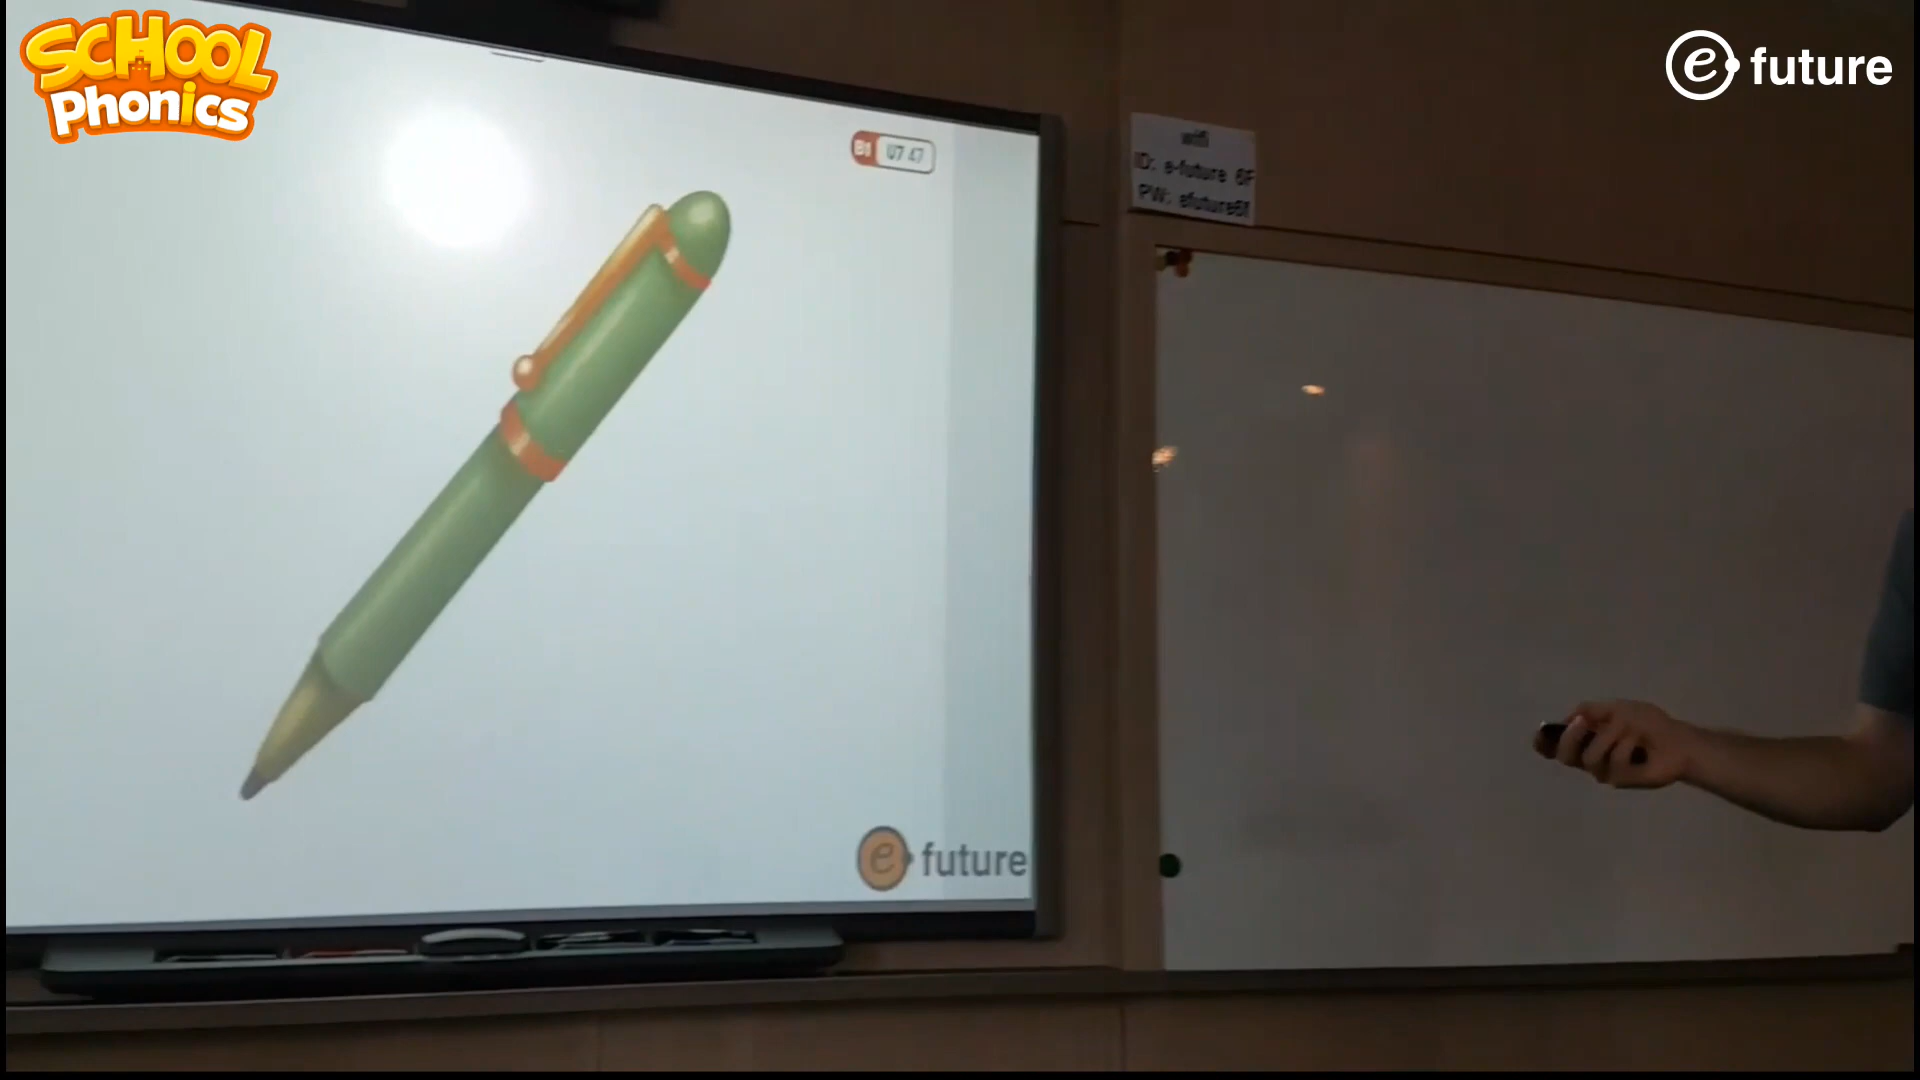 SCHOOL
Phonics
e future
B1 U7 47
wifi
ID: e-future 6F
PW: efuture6f
e future